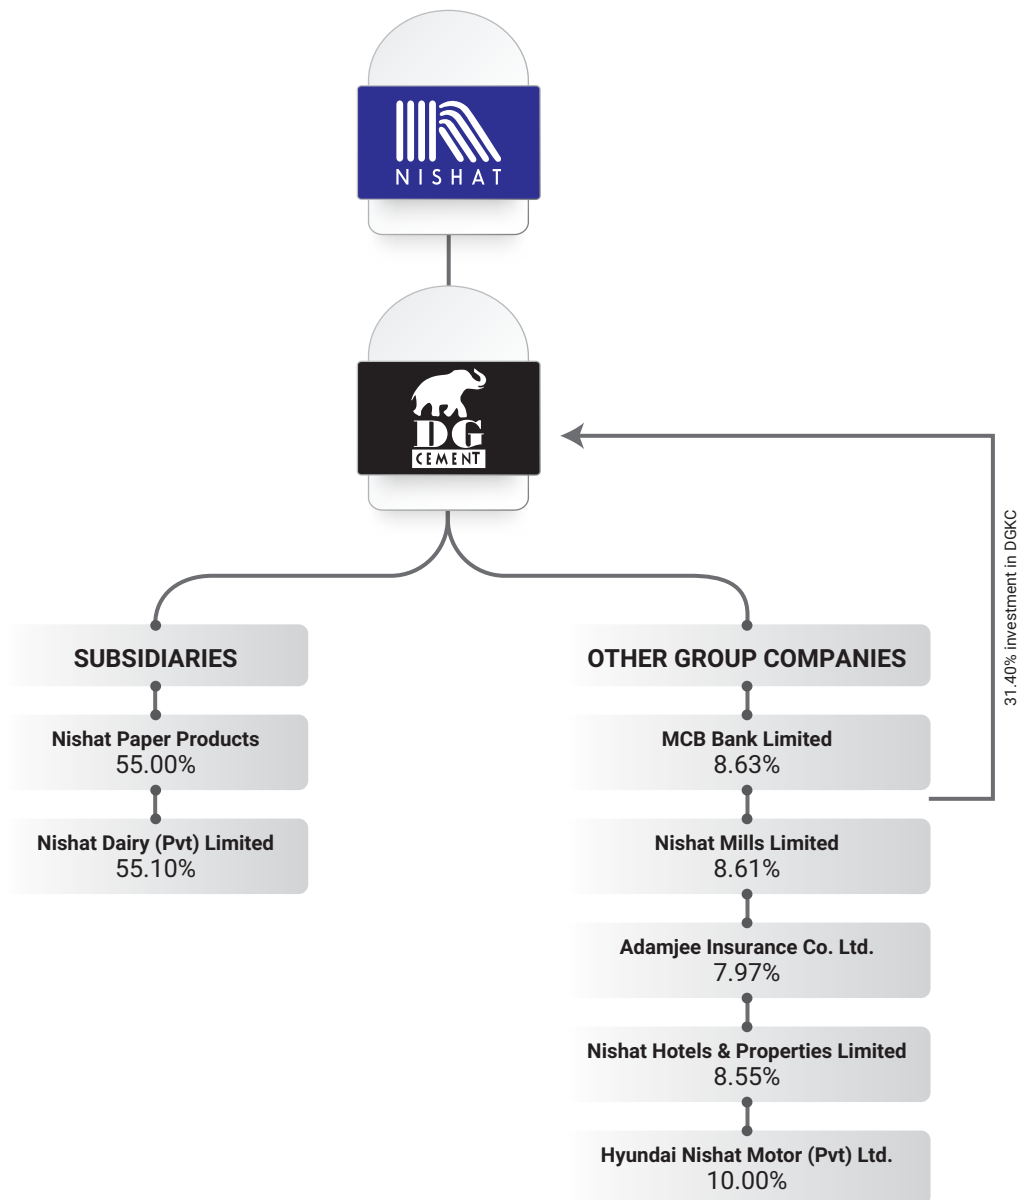 NISHAT
DG
CEMENT
31.40% investment in DGKC
SUBSIDIARIES
Nishat Paper Products
55.00%
Nishat Dairy (Pvt) Limited
55.10%
OTHER GROUP COMPANIES
MCB Bank Limited
8.63%
Nishat Mills Limited
8.61%
Adamjee Insurance Co. Ltd.
7.97%
Nishat Hotels & Properties Limited
8.55%
Hyundai Nishat Motor (Pvt) Ltd.
10.00%